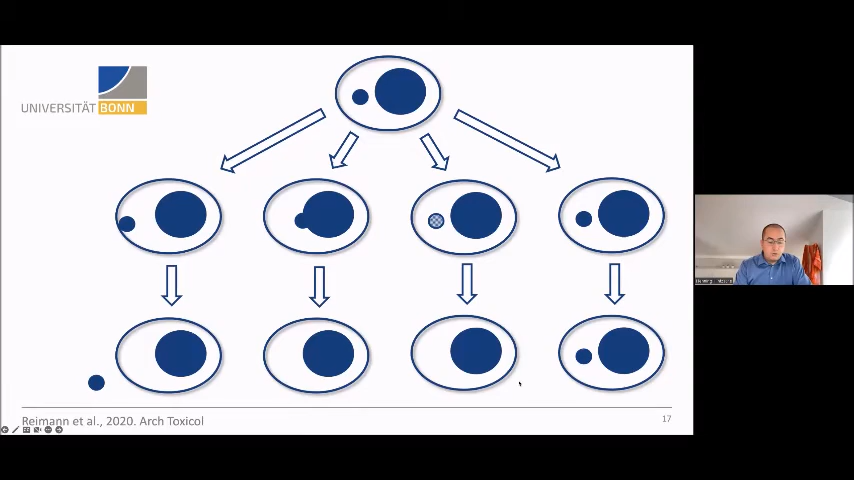 UNIVERSITÄT BONN
Reimann et al., 2020. Arch Toxicol
17